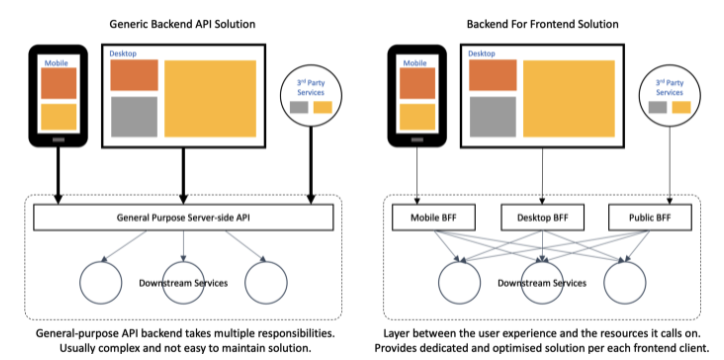 Generic Backend API Solution
Mobile
Desktop
3rd Party
Services
General Purpose Server-side API
Downstream Services
General-purpose API backend takes multiple responsibilities.
Usually complex and not easy to maintain solution.
Backend For Frontend Solution
Mobile
Desktop
3rd Party
Services
Mobile BFF
Desktop BFF
Public BFF
Downstream Services
Layer between the user experience and the resources it calls on.
Provides dedicated and optimised solution per each frontend client.